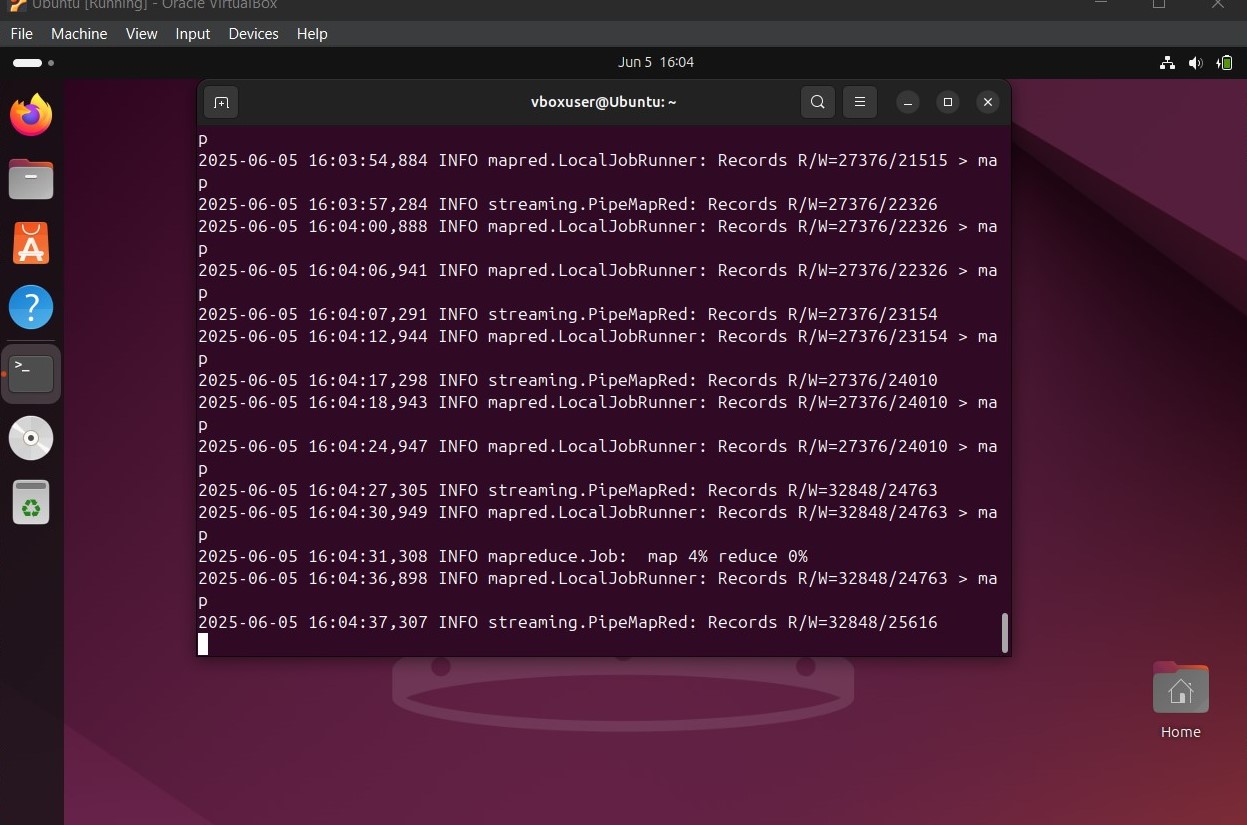 Ubuntu [Running] - Oracle VirtualBox
File Machine View Input Devices Help
Jun 5 16:04
vboxuser@Ubuntu: ~
p
2025-06-05 16:03:54,884 INFO mapred.LocalJobRunner: Records R/W=27376/21515 > ma
p
2025-06-05 16:03:57,284 INFO streaming.PipeMapRed: Records R/W=27376/22326
2025-06-05 16:04:00,888 INFO mapred.LocalJobRunner: Records R/W=27376/22326 > ma
p
2025-06-05 16:04:06,941 INFO mapred.LocalJobRunner: Records R/W=27376/22326 > ma
p
2025-06-05 16:04:07,291 INFO streaming.PipeMapRed: Records R/W=27376/23154
2025-06-05 16:04:12,944 INFO mapred.LocalJobRunner: Records R/W=27376/23154 > ma
p
2025-06-05 16:04:17,298 INFO streaming.PipeMapRed: Records R/W=27376/24010
2025-06-05 16:04:18,943 INFO mapred.LocalJobRunner: Records R/W=27376/24010 > ma
p
2025-06-05 16:04:24,947 INFO mapred.LocalJobRunner: Records R/W=27376/24010 > ma
p
2025-06-05 16:04:27,305 INFO streaming.PipeMapRed: Records R/W=32848/24763
2025-06-05 16:04:30,949 INFO mapred.LocalJobRunner: Records R/W=32848/24763 > ma
p
2025-06-05 16:04:31,308 INFO mapreduce.Job:  map 4% reduce 0%
2025-06-05 16:04:36,898 INFO mapred.LocalJobRunner: Records R/W=32848/24763 > ma
p
2025-06-05 16:04:37,307 INFO streaming.PipeMapRed: Records R/W=32848/25616
Home